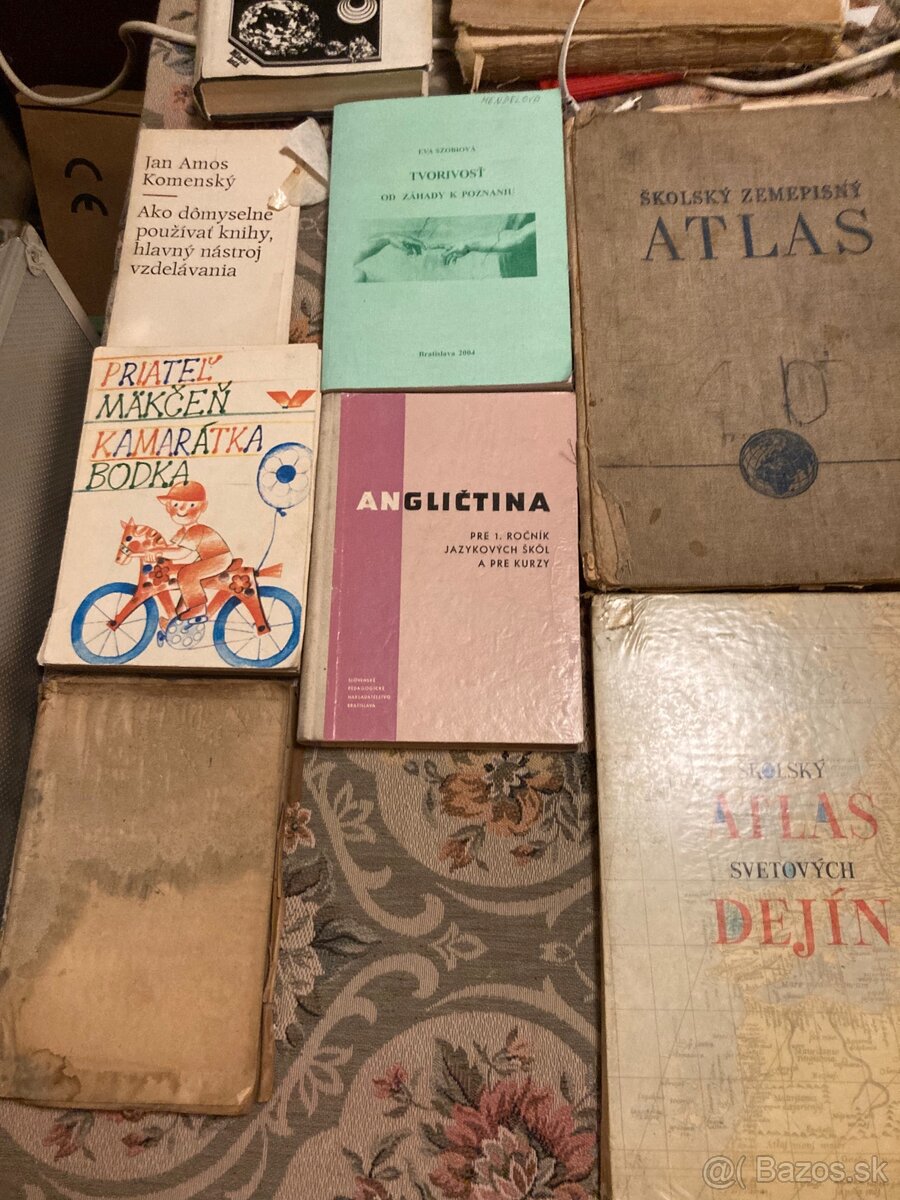 MENDELOVA
Jan Amos
Komenský
Ako dômyselne
používať knihy,
hlavný nástroj
vzdelávania
EVA SZOBIOVÁ
TVORIVOSŤ
OD ZÁHADY K POZNANIU
Bratislava 2004
ŠKOLSKÝ ZEMEPISNÝ
ATLAS
CE
PRIATEĽ
MÄKČEŇ
KAMARÁTKA
BODKA
ANGLIČTINA
PRE 1. ROČNÍK
JAZYKOVÝCH ŠKÔL
A PRE KURZY
SLOVENSKÉ
PEDAGOGICKÉ
NAKLADATEĽSTVO
BRATISLAVA
ŠKOLSKÝ
ATLAS
SVETOVÝCH
DEJÍN
@( Bazos.sk